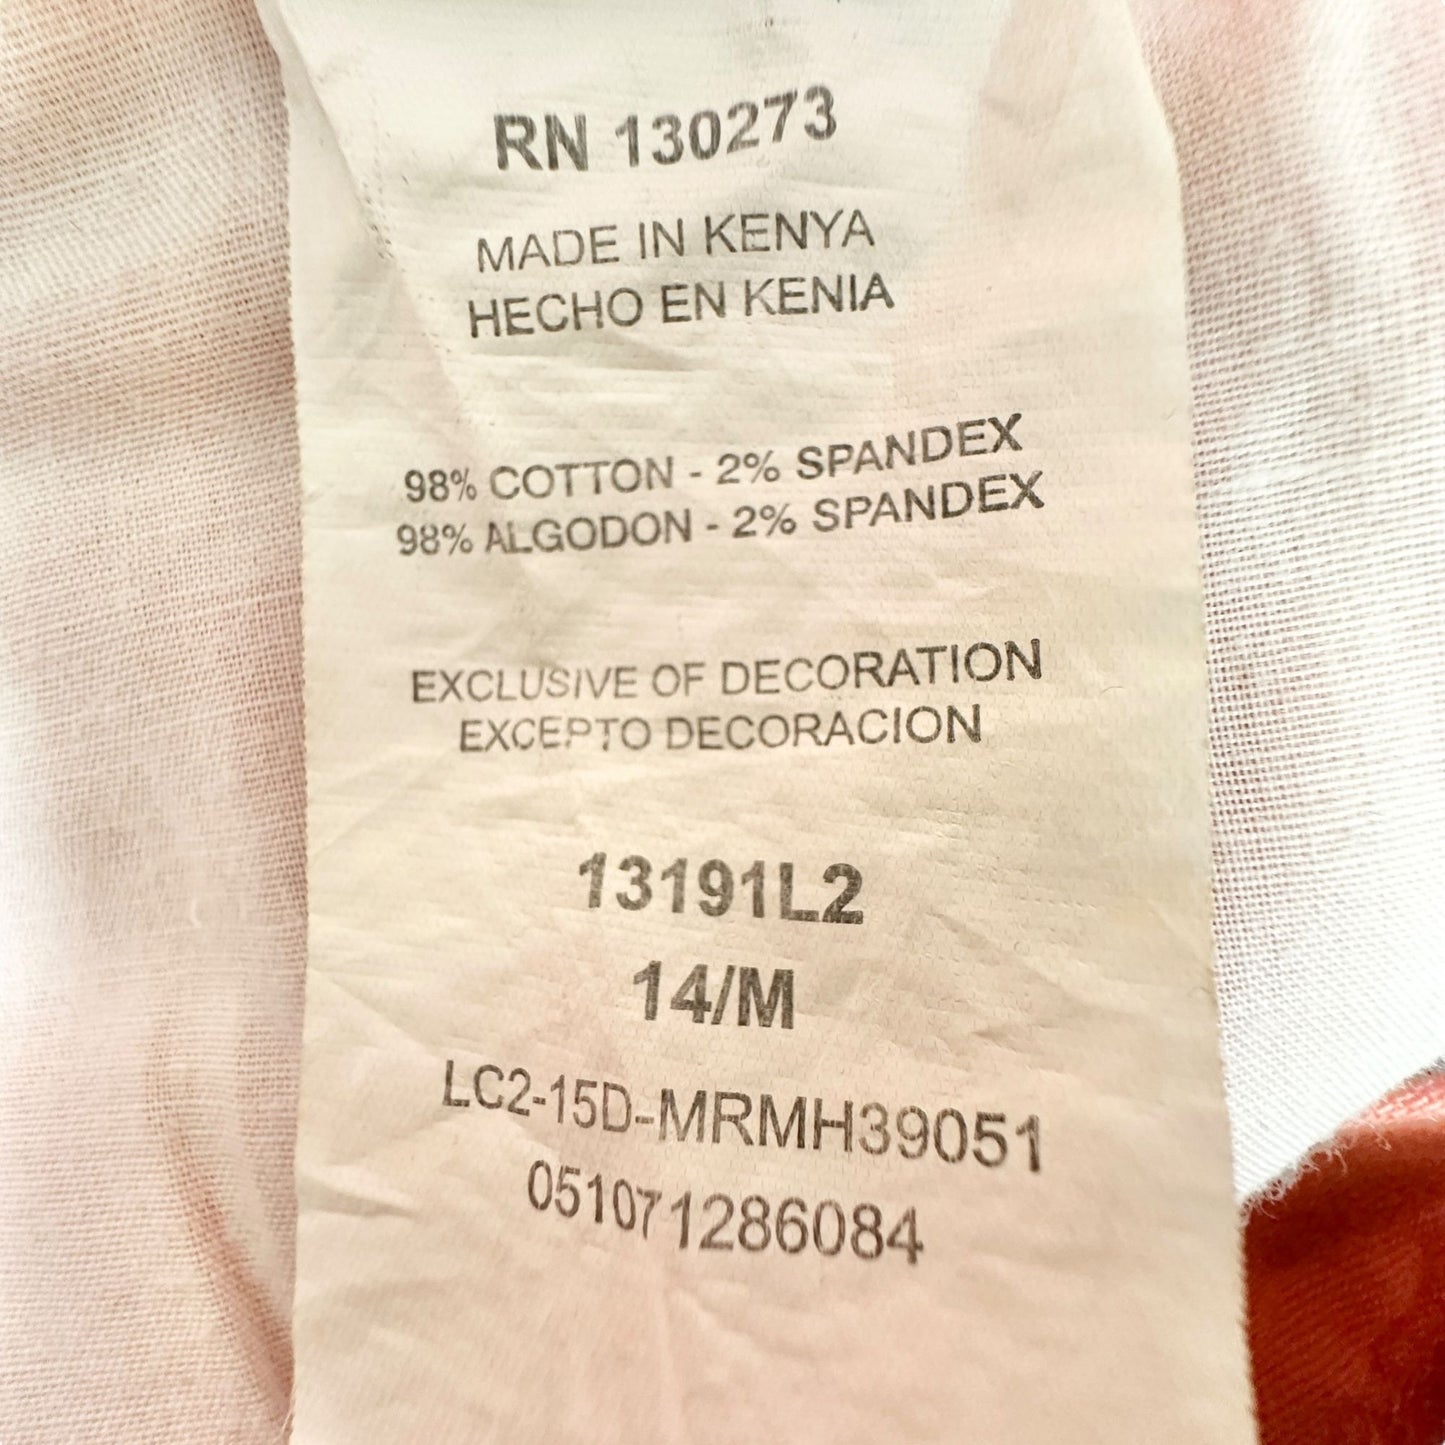 RN 130273
MADE IN KENYA
HECHO EN KENIA
98% COTTON - 2% SPANDEX
98% ALGODON - 2% SPANDEX
EXCLUSIVE OF DECORATION
EXCEPTO DECORACION
13191L2
14/M
LC2-15D-MRMH39051
051071286084